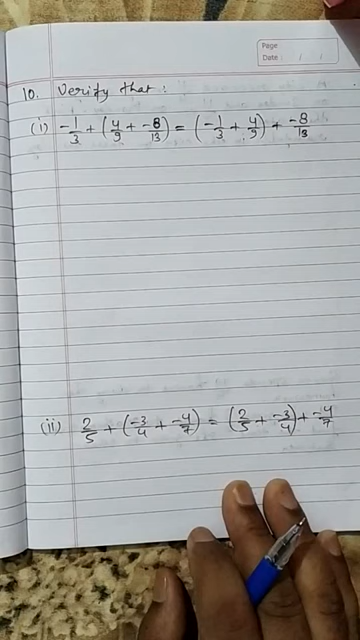 Page
Date : / /
10. Verify that :
(i) -1/3 + (4/9 + -8/13) = (-1/3 + 4/9) + -8/13
(ii) 2/5 + (-3/4 + -4/7) = (2/5 + -3/4) + -4/7